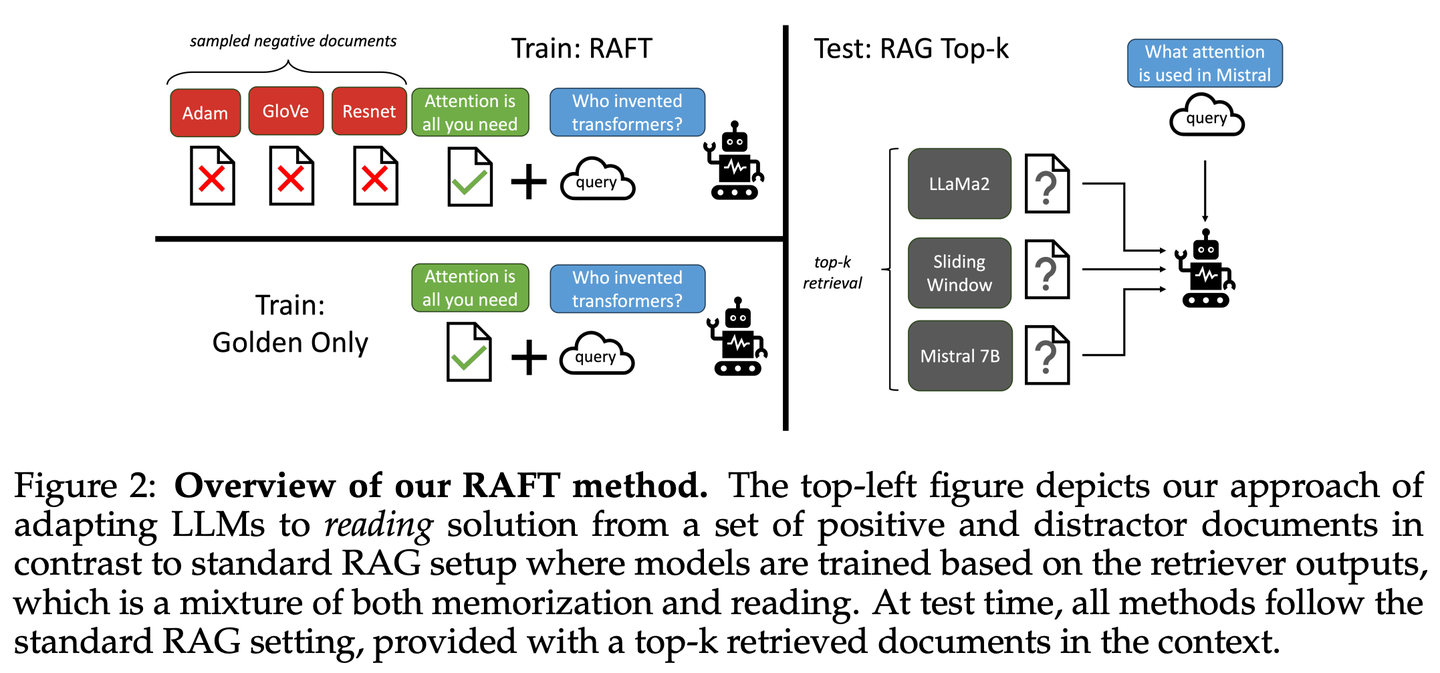 sampled negative documents
Train: RAFT
Adam
GloVe
Resnet
Attention is
all you need
Who invented
transformers?
query
Train:
Golden Only
Attention is
all you need
Who invented
transformers?
query
Test: RAG Top-k
What attention
is used in Mistral
query
top-k
retrieval
LLaMa2
?
Sliding
Window
?
Mistral 7B
?
Figure 2: Overview of our RAFT method. The top-left figure depicts our approach of
adapting LLMs to reading solution from a set of positive and distractor documents in
contrast to standard RAG setup where models are trained based on the retriever outputs,
which is a mixture of both memorization and reading. At test time, all methods follow the
standard RAG setting, provided with a top-k retrieved documents in the context.